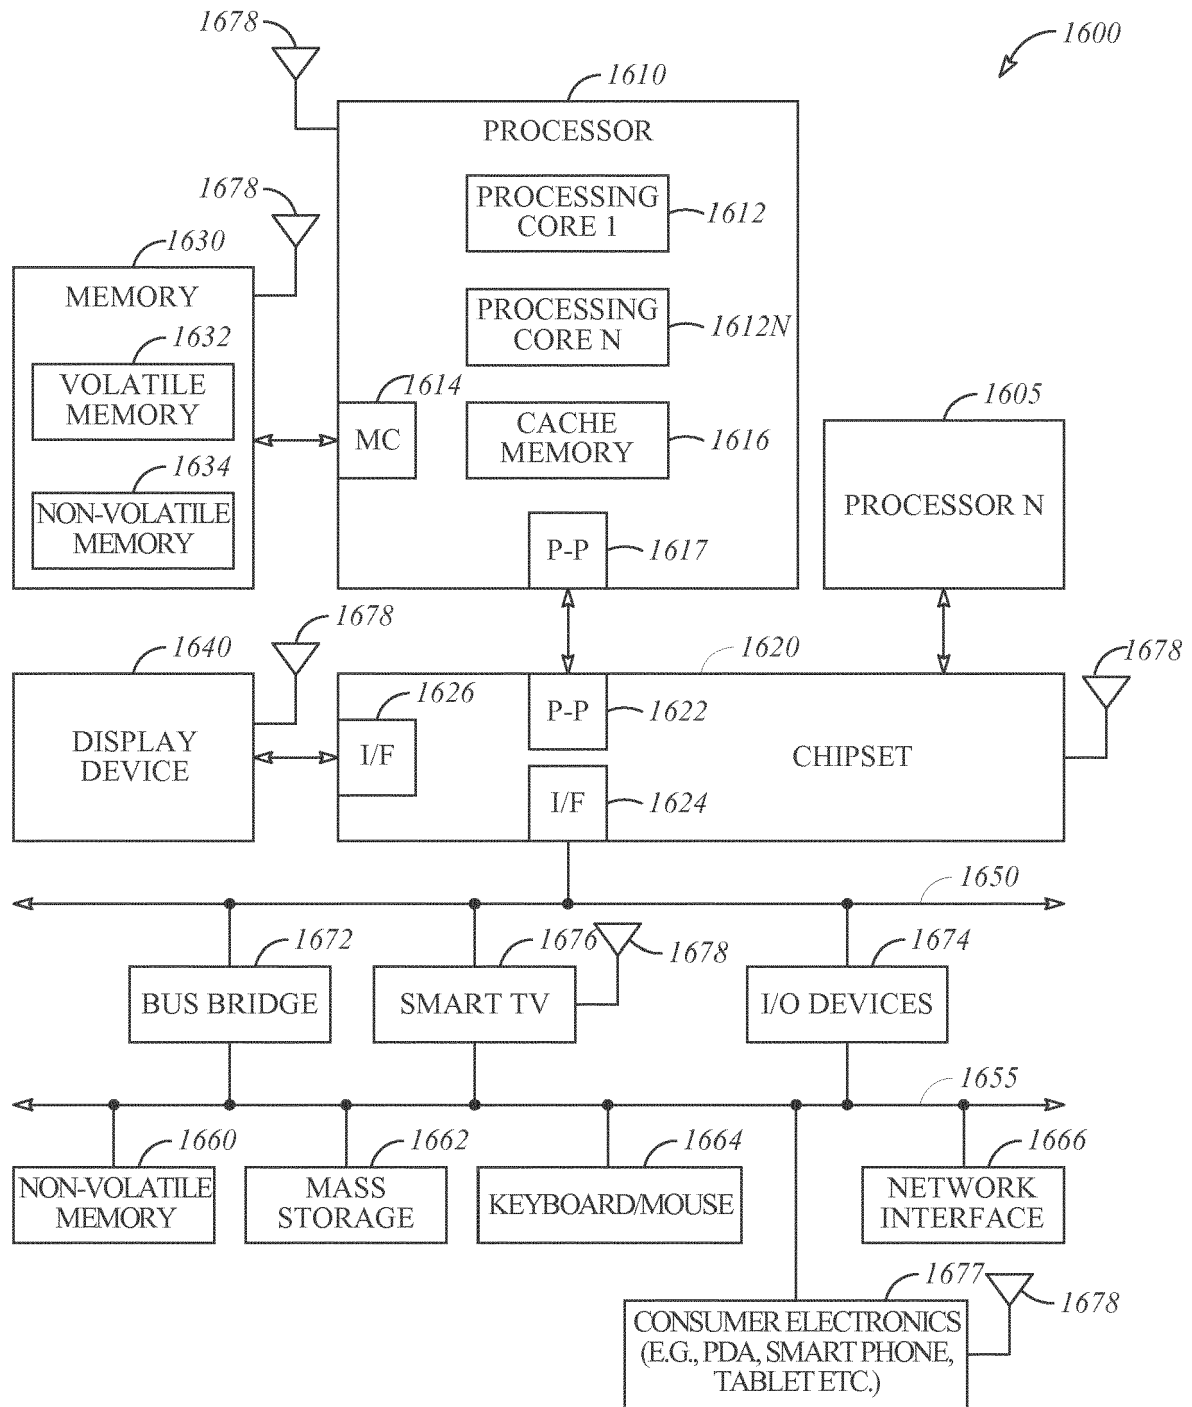 1678
1600
1610
PROCESSOR
PROCESSING
CORE 1
1612
1678
1630
MEMORY
PROCESSING
CORE N
1612N
1632
VOLATILE
MEMORY
1614
MC
CACHE
MEMORY
1616
1605
PROCESSOR N
1634
NON-VOLATILE
MEMORY
P-P
1617
1678
1640
DISPLAY
DEVICE
1626
I/F
1620
P-P
1622
CHIPSET
1678
I/F
1624
1650
1672
BUS BRIDGE
1676
SMART TV
1678
1674
I/O DEVICES
1655
1660
NON-VOLATILE
MEMORY
1662
MASS
STORAGE
1664
KEYBOARD/MOUSE
1666
NETWORK
INTERFACE
1677
1678
CONSUMER ELECTRONICS
(E.G., PDA, SMART PHONE,
TABLET ETC.)